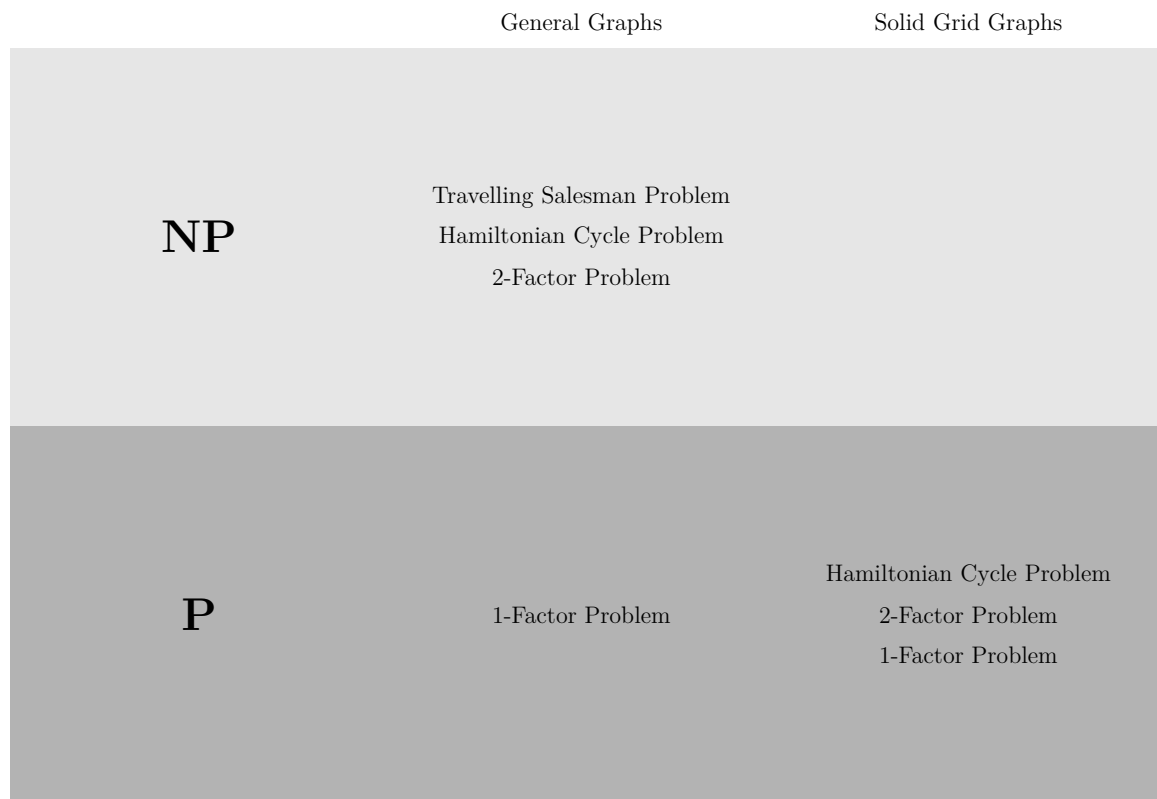 General Graphs
Solid Grid Graphs
NP
Travelling Salesman Problem
Hamiltonian Cycle Problem
2-Factor Problem
P
1-Factor Problem
Hamiltonian Cycle Problem
2-Factor Problem
1-Factor Problem